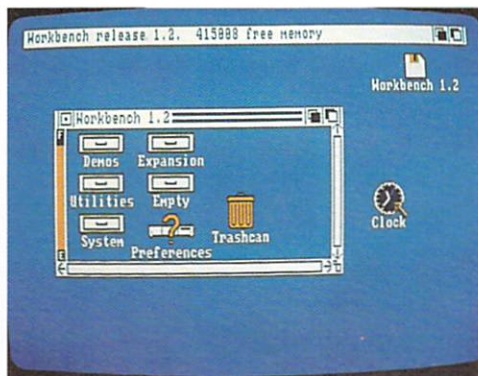 Workbench release 1.2. 415008 free memory
Workbench 1.2
Workbench 1.2
F
Demos Expansion
Utilities Empty
Clock
System Trashcan
Preferences
E